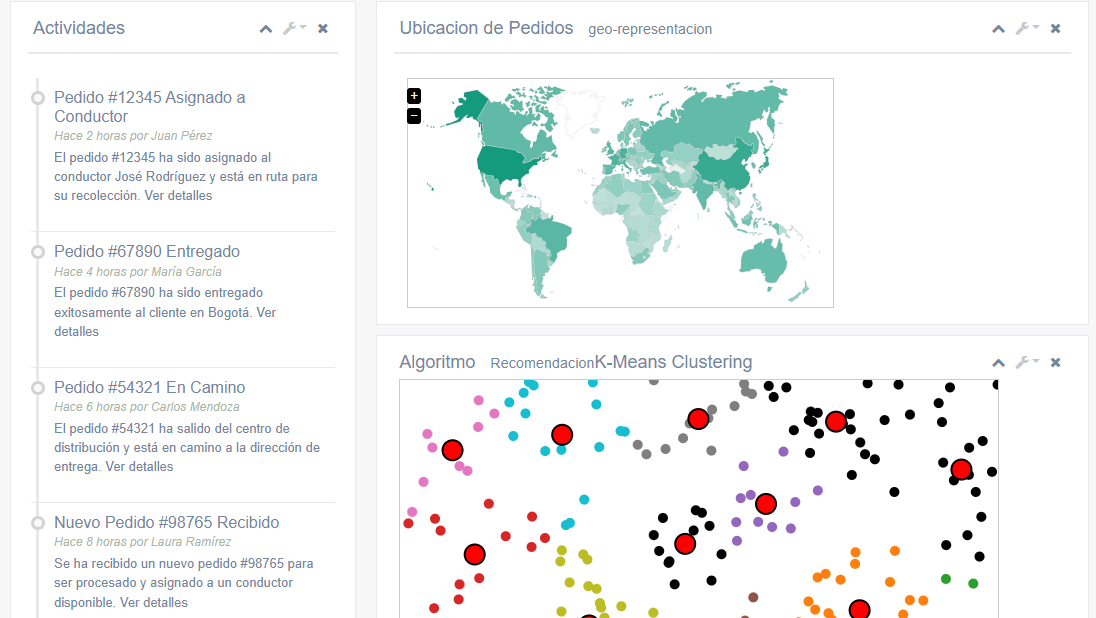 Actividades
Pedido #12345 Asignado a
Conductor
Hace 2 horas por Juan Pérez
El pedido #12345 ha sido asignado al
conductor José Rodríguez y está en ruta para
su recolección. Ver detalles
Pedido #67890 Entregado
Hace 4 horas por María García
El pedido #67890 ha sido entregado
exitosamente al cliente en Bogotá. Ver
detalles
Pedido #54321 En Camino
Hace 6 horas por Carlos Mendoza
El pedido #54321 ha salido del centro de
distribución y está en camino a la dirección de
entrega. Ver detalles
Nuevo Pedido #98765 Recibido
Hace 8 horas por Laura Ramírez
Se ha recibido un nuevo pedido #98765 para
ser procesado y asignado a un conductor
disponible. Ver detalles
Ubicacion de Pedidos geo-representacion
+
−
Algoritmo RecomendacionK-Means Clustering